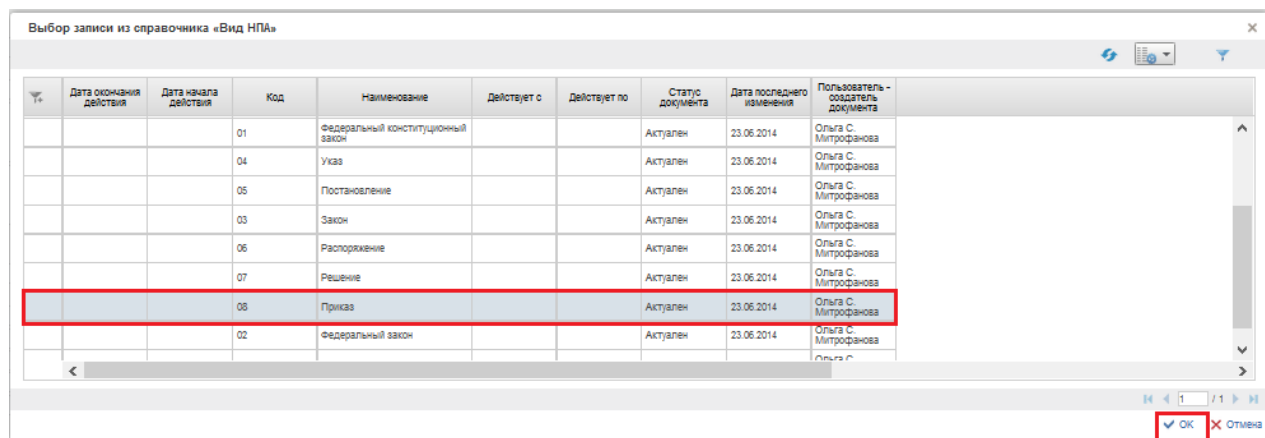 Выбор записи из справочника «Вид НПА»
Дата окончания действия Дата начала действия Код Наименование Действует с Действует по Статус документа Дата последнего изменения Пользователь - создатель документа
01 Федеральный конституционный закон Актуален 23.06.2014 Ольга С. Митрофанова
04 Указ Актуален 23.06.2014 Ольга С. Митрофанова
05 Постановление Актуален 23.06.2014 Ольга С. Митрофанова
03 Закон Актуален 23.06.2014 Ольга С. Митрофанова
06 Распоряжение Актуален 23.06.2014 Ольга С. Митрофанова
07 Решение Актуален 23.06.2014 Ольга С. Митрофанова
08 Приказ Актуален 23.06.2014 Ольга С. Митрофанова
02 Федеральный закон Актуален 23.06.2014 Ольга С. Митрофанова
Ольга С.
1 / 1
ОК Отмена